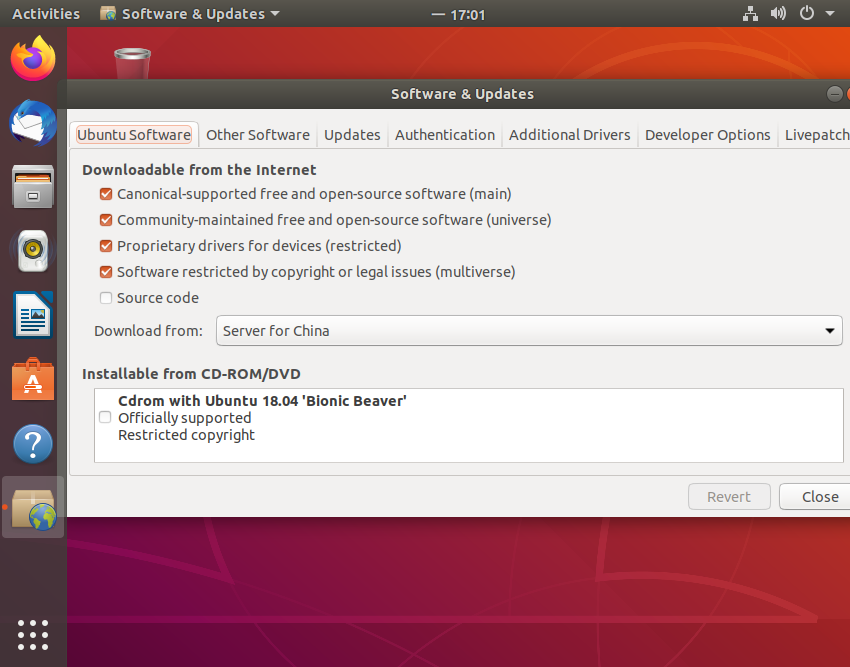 Activities Software & Updates — 17:01
Software & Updates
Ubuntu Software Other Software Updates Authentication Additional Drivers Developer Options Livepatch
Downloadable from the Internet
Canonical-supported free and open-source software (main)
Community-maintained free and open-source software (universe)
Proprietary drivers for devices (restricted)
Software restricted by copyright or legal issues (multiverse)
Source code
Download from: Server for China
Installable from CD-ROM/DVD
Cdrom with Ubuntu 18.04 'Bionic Beaver'
Officially supported
Restricted copyright
Revert Close